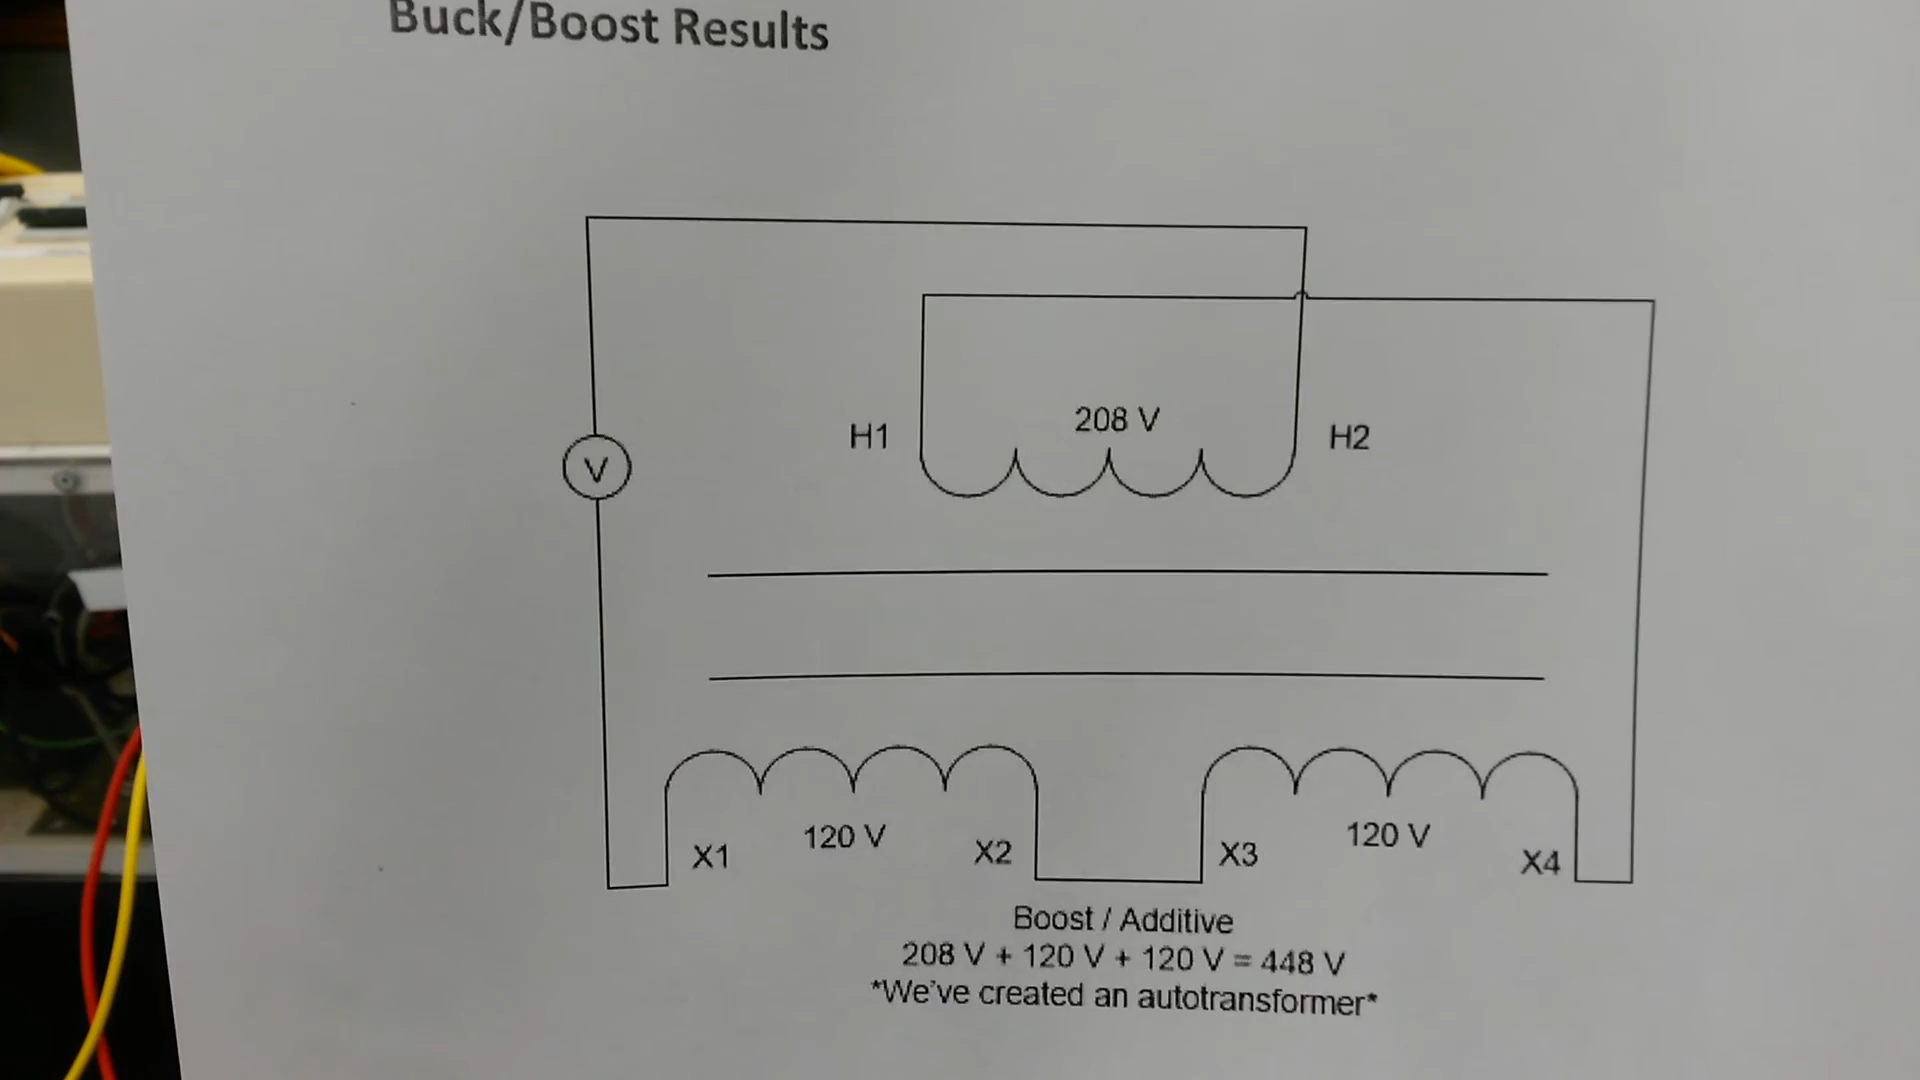 Buck/Boost Results
208 V
H1
H2
V
120 V
120 V
X1
X2
X3
X4
Boost / Additive
208 V + 120 V + 120 V = 448 V
*We've created an autotransformer*